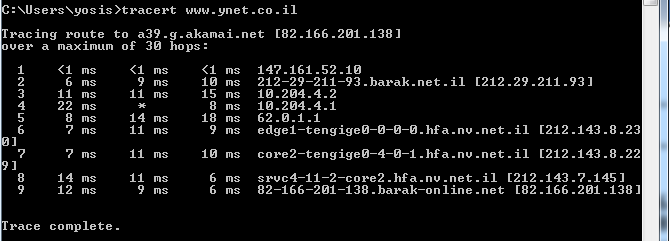 C:\Users\yosis>tracert www.ynet.co.il
Tracing route to a39.g.akamai.net [82.166.201.138]
over a maximum of 30 hops:
1 <1 ms <1 ms <1 ms 147.161.52.10
2 6 ms 9 ms 10 ms 212-29-211-93.barak.net.il [212.29.211.93]
3 11 ms 11 ms 15 ms 10.204.4.2
4 22 ms * 8 ms 10.204.4.1
5 8 ms 14 ms 18 ms 62.0.1.1
6 7 ms 11 ms 9 ms edge1-tengige0-0-0-0.hfa.nv.net.il [212.143.8.23
0]
7 7 ms 11 ms 10 ms core2-tengige0-4-0-1.hfa.nv.net.il [212.143.8.22
9]
8 14 ms 11 ms 6 ms srvc4-11-2-core2.hfa.nv.net.il [212.143.7.145]
9 12 ms 9 ms 6 ms 82-166-201-138.barak-online.net [82.166.201.138]
Trace complete.